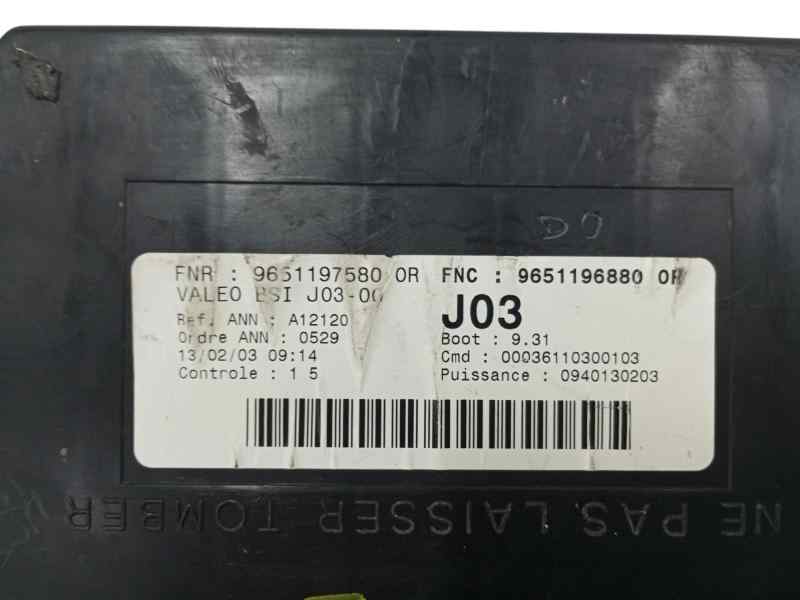 DO
FNR : 9651197580 OR FNC : 9651196880 OR
VALEO BSI J03-00
J03
Ref. ANN : A12120
Ordre ANN : 0529
Boot : 9.31
13/02/03 09:14
Cmd : 00036110300103
Controle : 1 5
Puissance : 0940130203
NE PAS LAISSER TOMBER